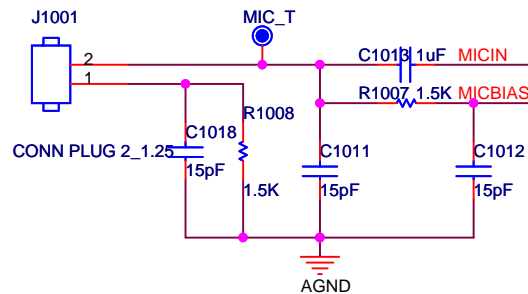 J1001
MIC_T
2
1
C1013 1uF
MICIN
R1007 1.5K
MICBIAS
R1008
C1018
CONN PLUG 2_1.25
15pF
1.5K
C1011
15pF
C1012
15pF
AGND